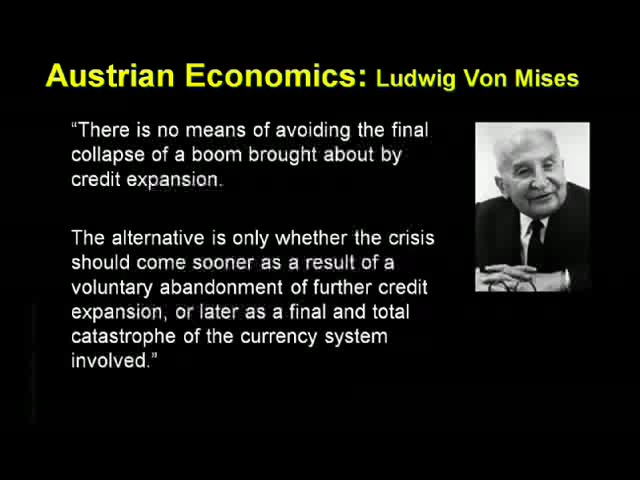 Austrian Economics: Ludwig Von Mises
“There is no means of avoiding the final
collapse of a boom brought about by
credit expansion.
The alternative is only whether the crisis
should come sooner as a result of a
voluntary abandonment of further credit
expansion, or later as a final and total
catastrophe of the currency system
involved.”